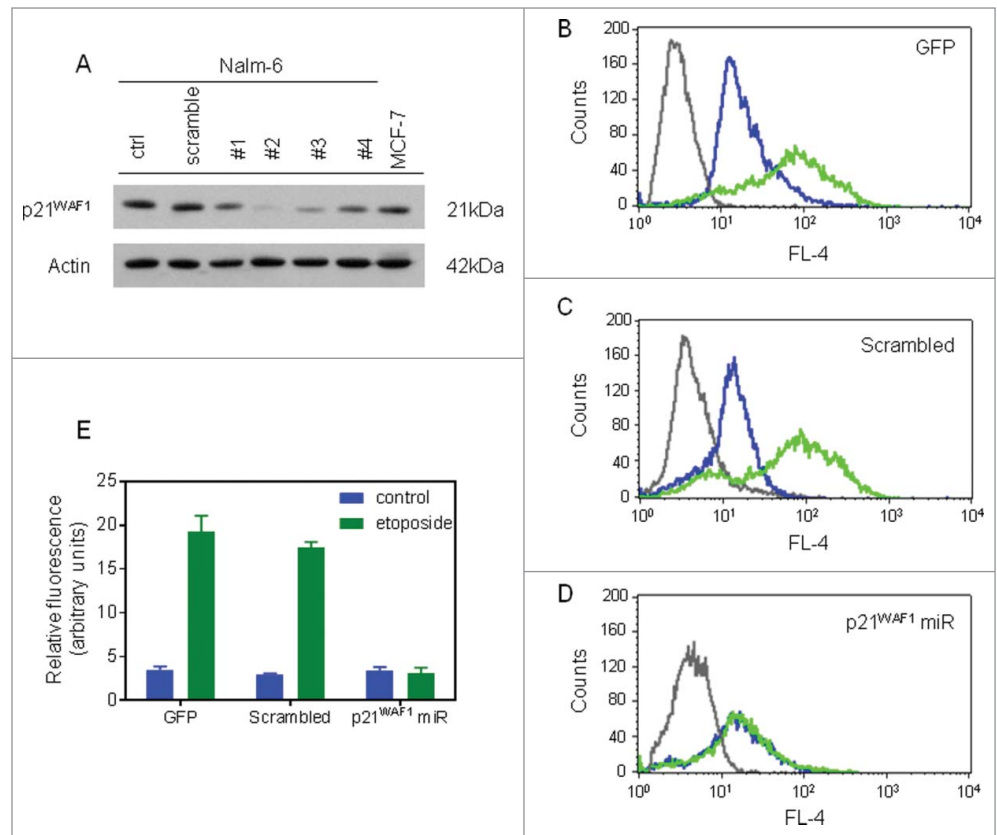 A
Nalm-6
ctrl
scramble
#1
#2
#3
#4
MCF-7
p21ᵂᴬᶠ¹ 21kDa
Actin 42kDa
B
GFP
200
160
120
80
40
0
Counts
10⁰ 10¹ 10² 10³ 10⁴
FL-4
C
Scrambled
200
160
120
80
40
0
Counts
10⁰ 10¹ 10² 10³ 10⁴
FL-4
D
p21ᵂᴬᶠ¹ miR
200
160
120
80
40
0
Counts
10⁰ 10¹ 10² 10³ 10⁴
FL-4
E
25
20
15
10
5
0
Relative fluorescence
(arbitrary units)
control
etoposide
GFP Scrambled p21ᵂᴬᶠ¹ miR